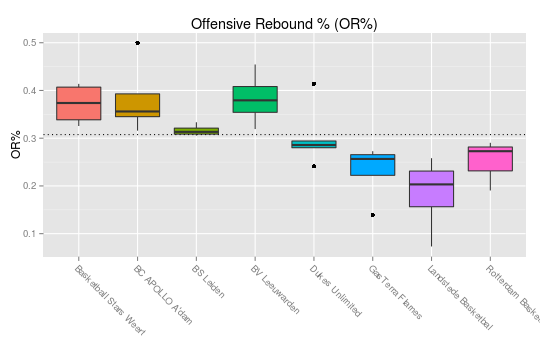 Offensive Rebound % (OR%)
OR%
0.5
0.4
0.3
0.2
0.1
Basketball Stars Weert
BC APOLLO A'dam
BS Leiden
BV Leeuwarden
Dukes Unlimited
GasTerra Flames
Landstede Basketbal
Rotterdam Basket